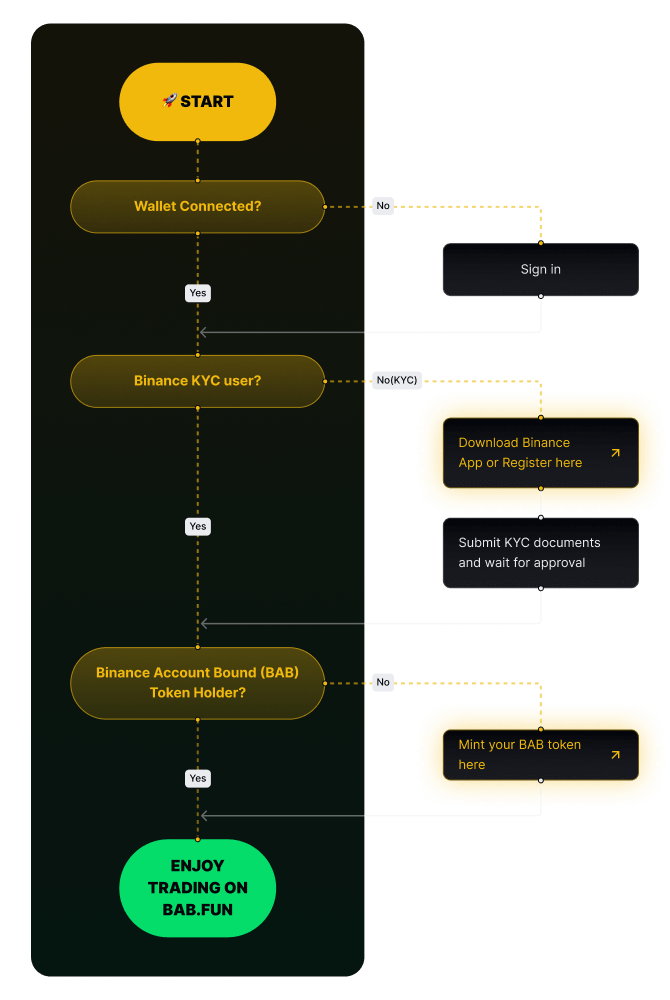 🚀 START
Wallet Connected?
No
Sign in
Yes
Binance KYC user?
No(KYC)
Download Binance
App or Register here
Yes
Submit KYC documents
and wait for approval
Binance Account Bound (BAB)
Token Holder?
No
Mint your BAB token
here
Yes
ENJOY
TRADING ON
BAB.FUN